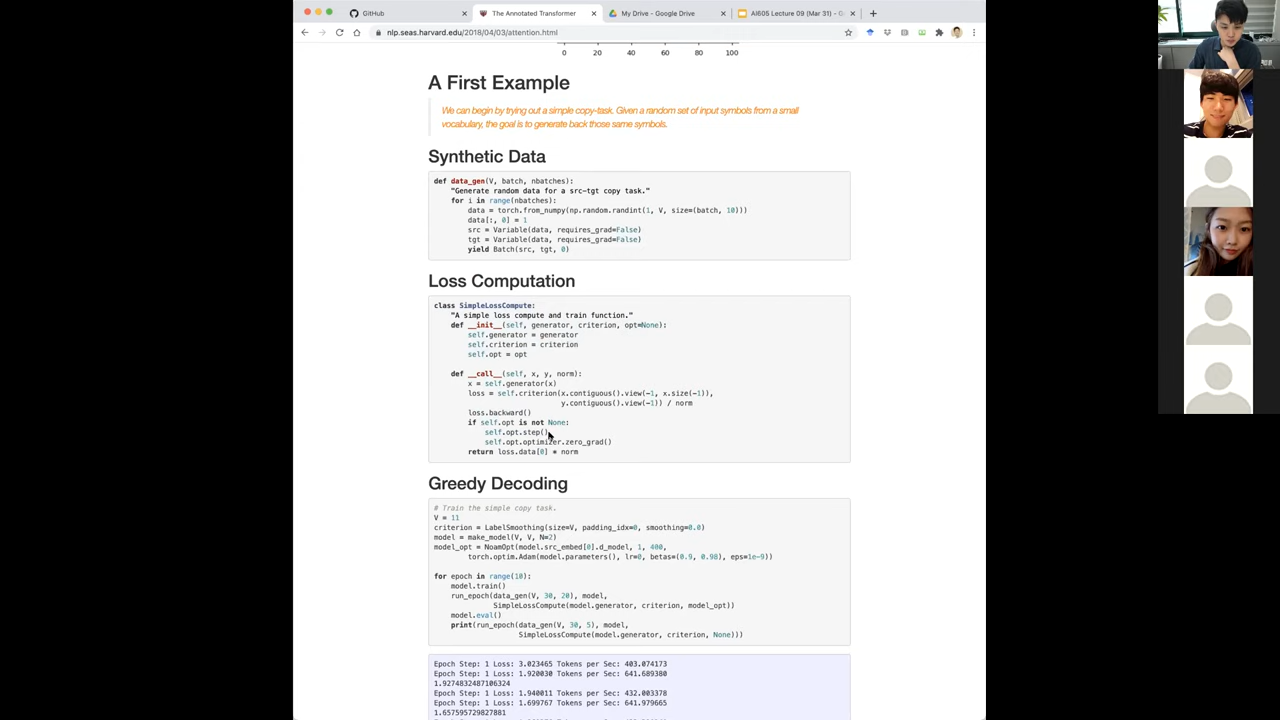 GitHub
The Annotated Transformer
My Drive - Google Drive
AI605 Lecture 09 (Mar 31) - G
nlp.seas.harvard.edu/2018/04/03/attention.html
0 20 40 60 80 100
A First Example
We can begin by trying out a simple copy-task. Given a random set of input symbols from a small
vocabulary, the goal is to generate back those same symbols.
Synthetic Data
def data_gen(V, batch, nbatches):
"Generate random data for a src-tgt copy task."
for i in range(nbatches):
data = torch.from_numpy(np.random.randint(1, V, size=(batch, 10)))
data[:, 0] = 1
src = Variable(data, requires_grad=False)
tgt = Variable(data, requires_grad=False)
yield Batch(src, tgt, 0)
Loss Computation
class SimpleLossCompute:
"A simple loss compute and train function."
def __init__(self, generator, criterion, opt=None):
self.generator = generator
self.criterion = criterion
self.opt = opt
def __call__(self, x, y, norm):
x = self.generator(x)
loss = self.criterion(x.contiguous().view(-1, x.size(-1)),
y.contiguous().view(-1)) / norm
loss.backward()
if self.opt is not None:
self.opt.step()
self.opt.optimizer.zero_grad()
return loss.data[0] * norm
Greedy Decoding
# Train the simple copy task.
V = 11
criterion = LabelSmoothing(size=V, padding_idx=0, smoothing=0.0)
model = make_model(V, V, N=2)
model_opt = NoamOpt(model.src_embed[0].d_model, 1, 400,
torch.optim.Adam(model.parameters(), lr=0, betas=(0.9, 0.98), eps=1e-9))
for epoch in range(10):
model.train()
run_epoch(data_gen(V, 30, 20), model,
SimpleLossCompute(model.generator, criterion, model_opt))
model.eval()
print(run_epoch(data_gen(V, 30, 5), model,
SimpleLossCompute(model.generator, criterion, None)))
Epoch Step: 1 Loss: 3.023465 Tokens per Sec: 403.074173
Epoch Step: 1 Loss: 1.920030 Tokens per Sec: 641.689380
1.9274832487106324
Epoch Step: 1 Loss: 1.940011 Tokens per Sec: 432.003378
Epoch Step: 1 Loss: 1.699767 Tokens per Sec: 641.979665
1.657595729827881